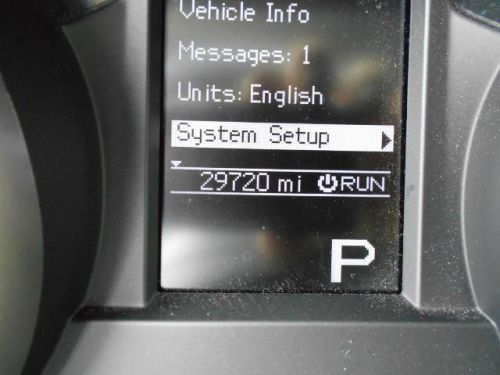 Vehicle Info
Messages: 1
Units: English
System Setup
29720 mi RUN
P